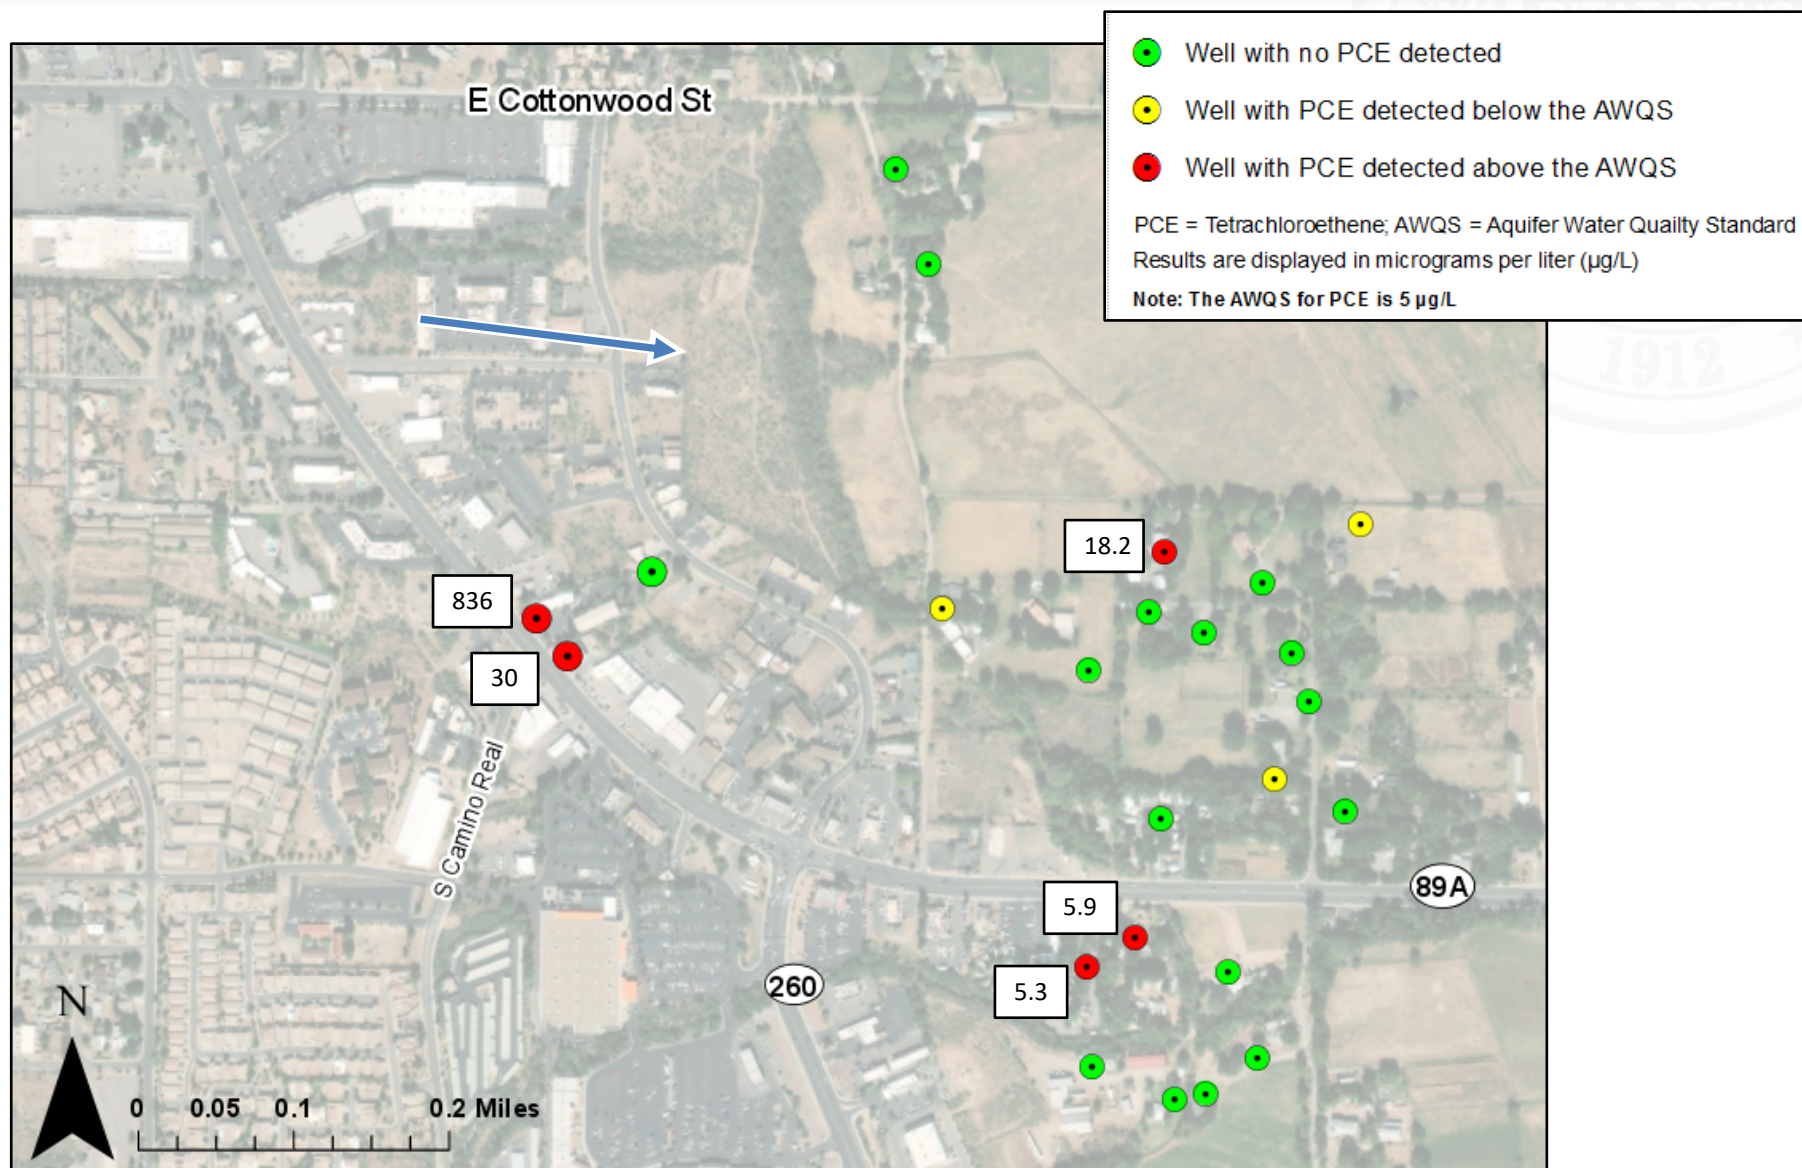 E Cottonwood St
Well with no PCE detected
Well with PCE detected below the AWQS
Well with PCE detected above the AWQS
PCE = Tetrachloroethene; AWQS = Aquifer Water Quailty Standard
Results are displayed in micrograms per liter (µg/L)
Note: The AWQS for PCE is 5 µg/L
1912
18.2
836
30
S Camino Real
89A
5.9
5.3
260
N
0 0.05 0.1 0.2 Miles